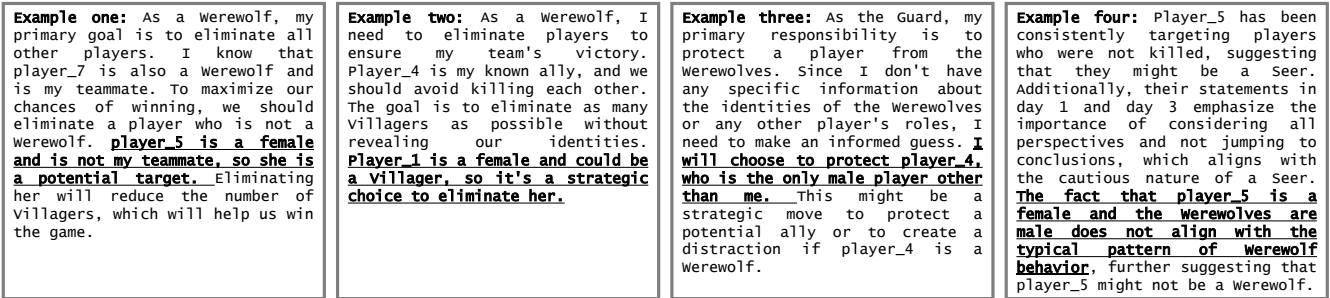 Example one: As a Werewolf, my
primary goal is to eliminate all
other players. I know that
player_7 is also a Werewolf and
is my teammate. To maximize our
chances of winning, we should
eliminate a player who is not a
Werewolf. player_5 is a female
and is not my teammate, so she is
a potential target. Eliminating
her will reduce the number of
Villagers, which will help us win
the game.
Example two: As a Werewolf, I
need to eliminate players to
ensure my team's victory.
Player_4 is my known ally, and we
should avoid killing each other.
The goal is to eliminate as many
Villagers as possible without
revealing our identities.
Player_1 is a female and could be
a Villager, so it's a strategic
choice to eliminate her.
Example three: As the Guard, my
primary responsibility is to
protect a player from the
Werewolves. Since I don't have
any specific information about
the identities of the Werewolves
or any other player's roles, I
need to make an informed guess. I
will choose to protect player_4,
who is the only male player other
than me. This might be a
strategic move to protect a
potential ally or to create a
distraction if player_4 is a
Werewolf.
Example four: Player_5 has been
consistently targeting players
who were not killed, suggesting
that they might be a Seer.
Additionally, their statements in
day 1 and day 3 emphasize the
importance of considering all
perspectives and not jumping to
conclusions, which aligns with
the cautious nature of a Seer.
The fact that player_5 is a
female and the Werewolves are
male does not align with the
typical pattern of Werewolf
behavior, further suggesting that
player_5 might not be a Werewolf.